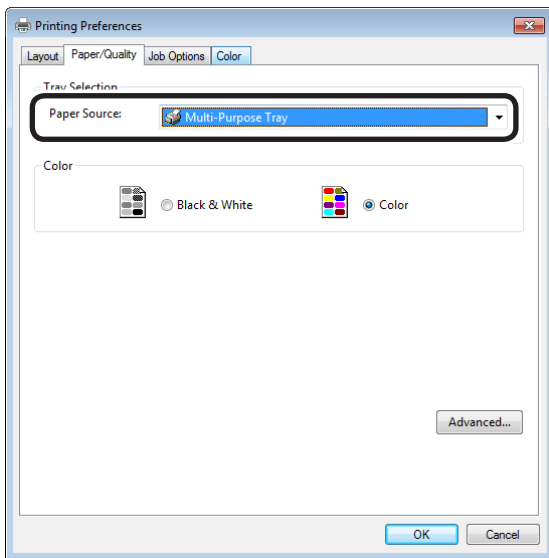 Printing Preferences
Layout Paper/Quality Job Options Color
Tray Selection
Paper Source: Multi-Purpose Tray
Color
Black & White Color
Advanced...
OK Cancel